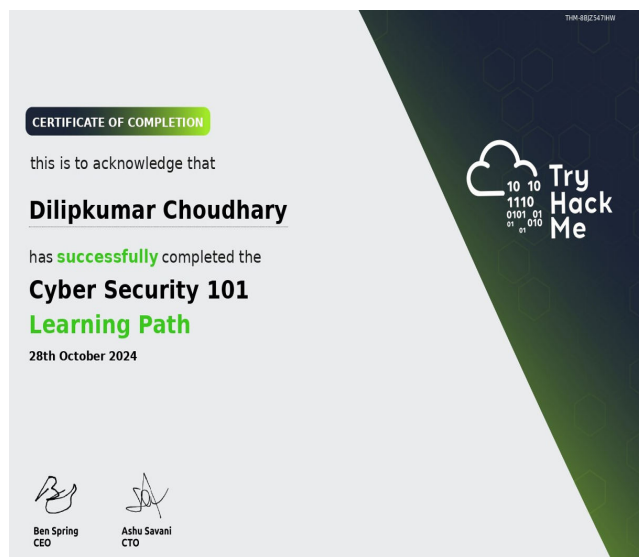 THM-8BJZ547IHW
CERTIFICATE OF COMPLETION
this is to acknowledge that
Dilipkumar Choudhary
has successfully completed the
Cyber Security 101
Learning Path
28th October 2024
10 10
1110
0101 01
01 010
01
Try
Hack
Me
Ben Spring
CEO
Ashu Savani
CTO